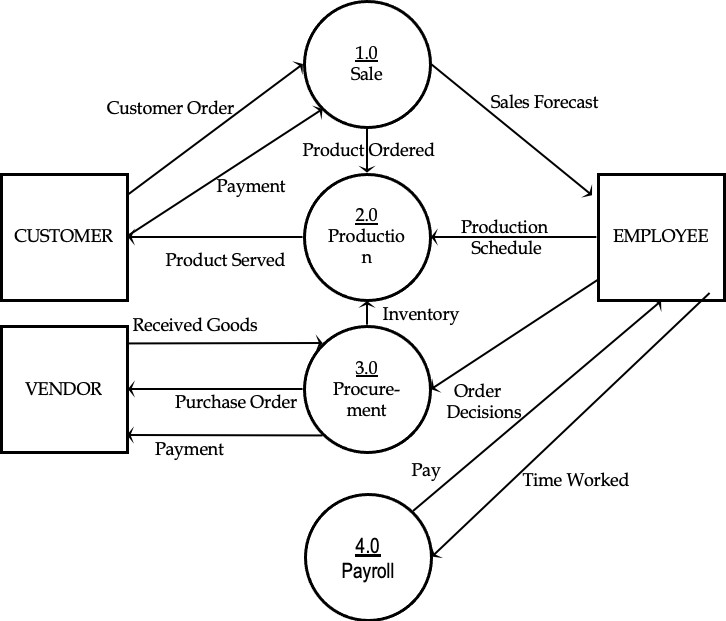 1.0
Sale
Customer Order
Sales Forecast
Product Ordered
Payment
CUSTOMER
2.0
Productio
n
Production
Schedule
EMPLOYEE
Product Served
Inventory
Received Goods
VENDOR
3.0
Procure-
ment
Purchase Order
Order
Decisions
Payment
Pay
Time Worked
4.0
Payroll